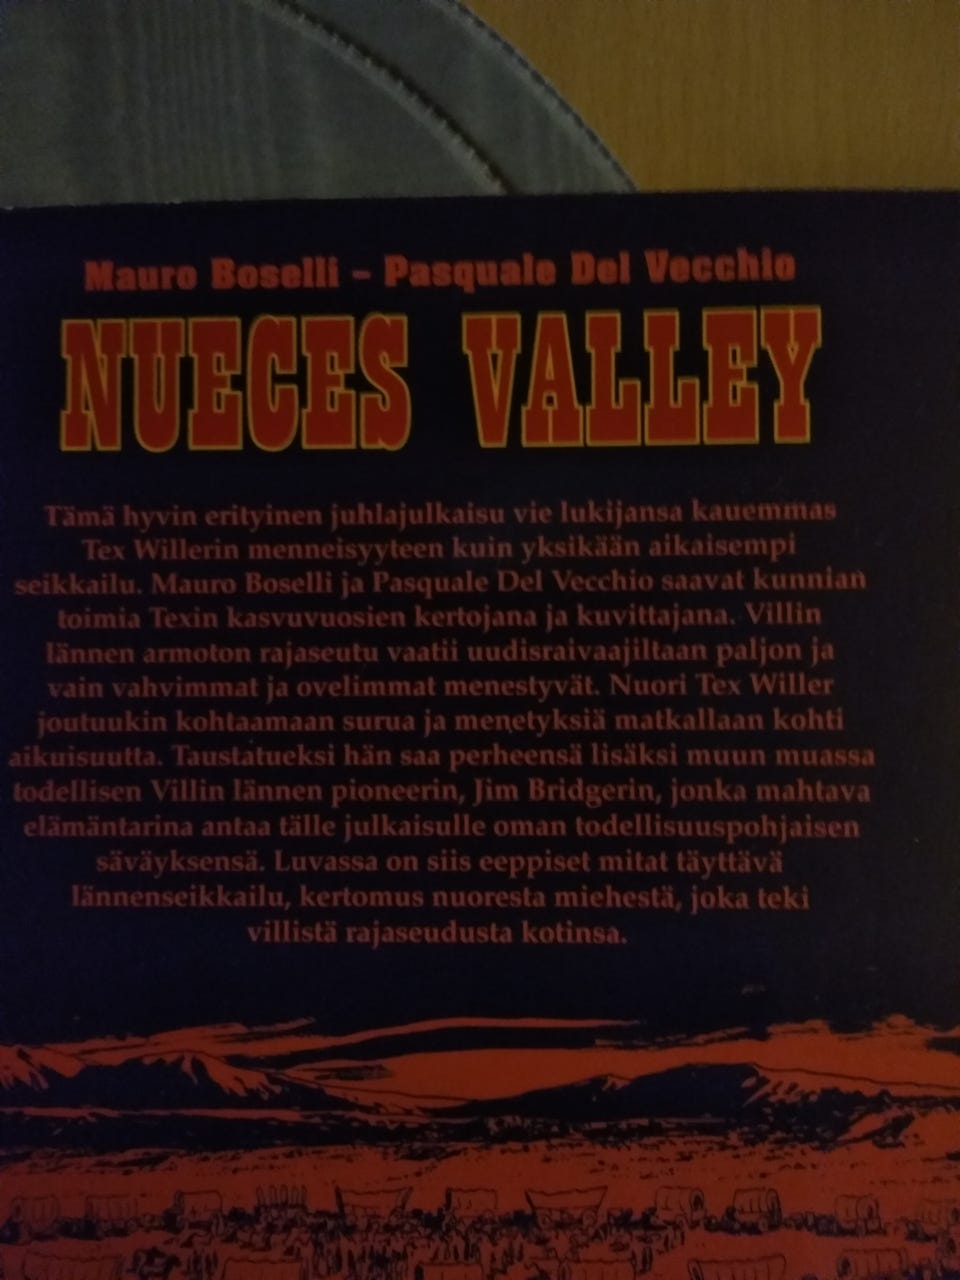 Mauro Boselli - Pasquale Del Vecchio
NUECES VALLEY
Tämä hyvin erityinen juhlajulkaisu vie lukijansa kauemmas
Tex Willerin menneisyyteen kuin yksikään aikaisempi
seikkailu. Mauro Boselli ja Pasquale Del Vecchio saavat kunnian
toimia Texin kasvuvuosien kertojana ja kuvittajana. Villin
lännen armoton rajaseutu vaatii uudisraivaajiltaan paljon ja
vain vahvimmat ja ovelimmat menestyvät. Nuori Tex Willer
joutuukin kohtaamaan surua ja menetyksiä matkallaan kohti
aikuisuutta. Taustatueksi hän saa perheensä lisäksi muun muassa
todellisen Villin lännen pioneerin, Jim Bridgerin, jonka mahtava
elämäntarina antaa tälle julkaisulle oman todellisuuspohjaisen
säväyksensä. Luvassa on siis eeppiset mitat täyttävä
lännenseikkailu, kertomus nuoresta miehestä, joka teki
villistä rajaseudusta kotinsa.